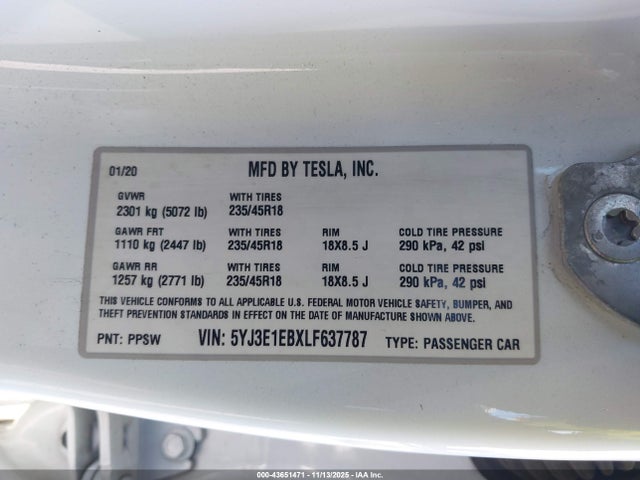 01/20 MFD BY TESLA, INC.
GVWR WITH TIRES
2301 kg (5072 lb) 235/45R18
GAWR FRT WITH TIRES RIM COLD TIRE PRESSURE
1110 kg (2447 lb) 235/45R18 18X8.5 J 290 kPa, 42 psi
GAWR RR WITH TIRES RIM COLD TIRE PRESSURE
1257 kg (2771 lb) 235/45R18 18X8.5 J 290 kPa, 42 psi
THIS VEHICLE CONFORMS TO ALL APPLICABLE U.S. FEDERAL MOTOR VEHICLE SAFETY, BUMPER, AND
THEFT PREVENTION STANDARDS IN EFFECT ON THE DATE OF MANUFACTURE SHOWN ABOVE.
PNT: PPSW VIN: 5YJ3E1EBXLF637787 TYPE: PASSENGER CAR
000-43651471 - 11/13/2025 - IAA Inc.